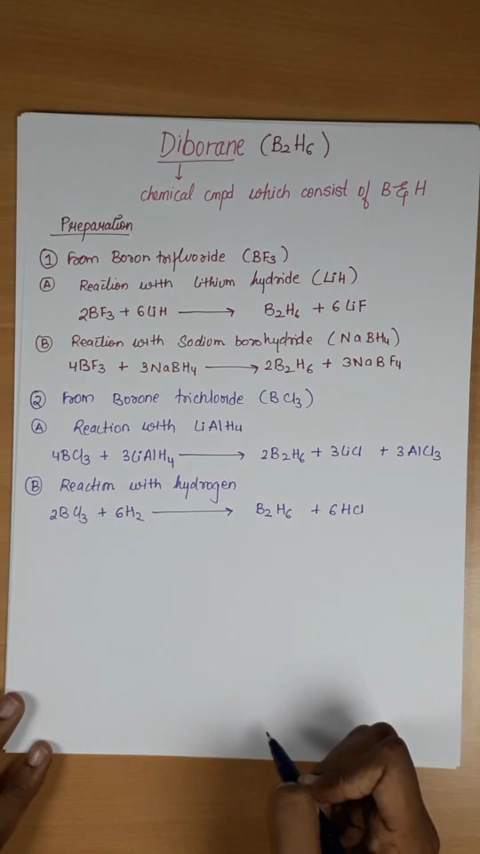 Diborane (B₂H₆)
↓
chemical cmpd which consist of B & H
Preparation
① From Boron trifluoride (BF₃)
Ⓐ Reaction with Lithium hydride (LiH)
2BF₃ + 6LiH ⟶ B₂H₆ + 6LiF
Ⓑ Reaction with Sodium borohydride (NaBH₄)
4BF₃ + 3NaBH₄ ⟶ 2B₂H₆ + 3NaBF₄
② From Borone trichloride (BCl₃)
Ⓐ Reaction with LiAlH₄
4BCl₃ + 3LiAlH₄ ⟶ 2B₂H₆ + 3LiCl + 3AlCl₃
Ⓑ Reaction with hydrogen
2BCl₃ + 6H₂ ⟶ B₂H₆ + 6HCl